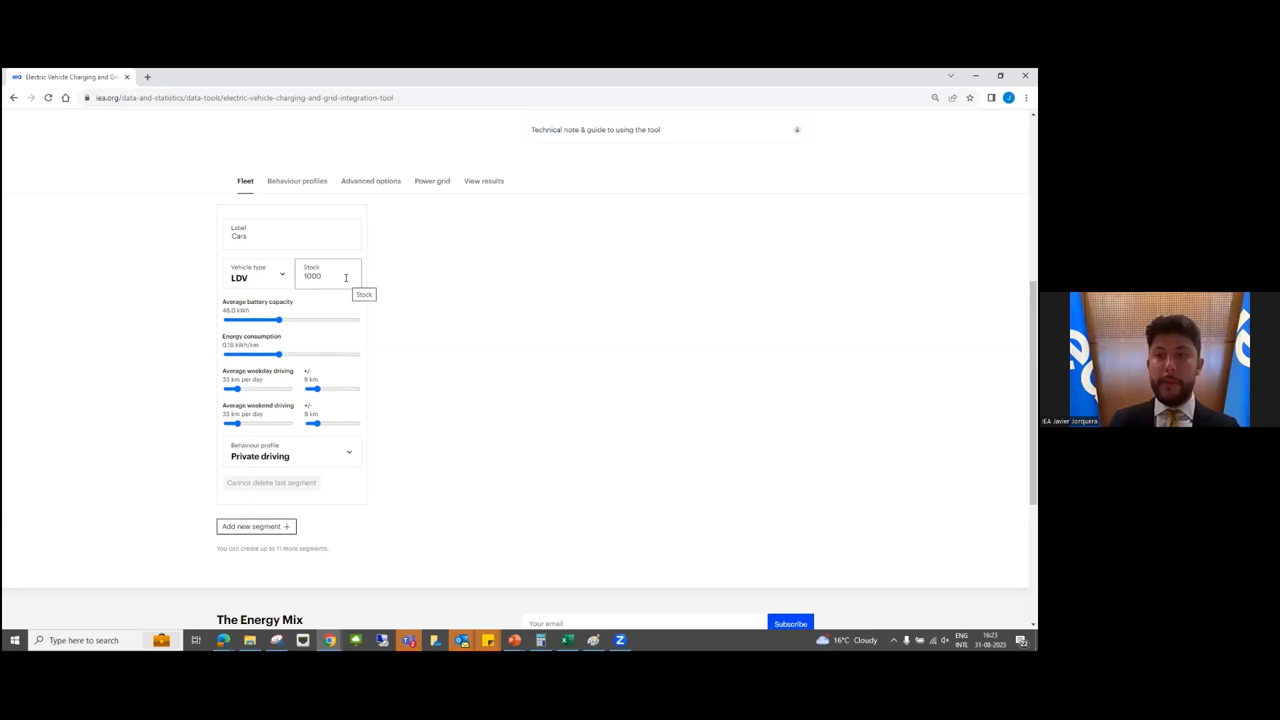 iea Electric Vehicle Charging and Gri
iea.org/data-and-statistics/data-tools/electric-vehicle-charging-and-grid-integration-tool
J
Technical note & guide to using the tool
Fleet Behaviour profiles Advanced options Power grid View results
Label
Cars
Vehicle type
LDV
Stock
1000
Stock
Average battery capacity
46.0 kWh
Energy consumption
0.18 kWh/km
Average weekday driving +/-
35 km per day 9 km
Average weekend driving +/-
35 km per day 9 km
Behaviour profile
Private driving
Cannot delete last segment
Add new segment +
You can create up to 11 more segments.
The Energy Mix
Your email
Subscribe
IEA Javier Jorquera
Type here to search
16°C Cloudy
ENG
INTL
16:23
31-08-2023
22